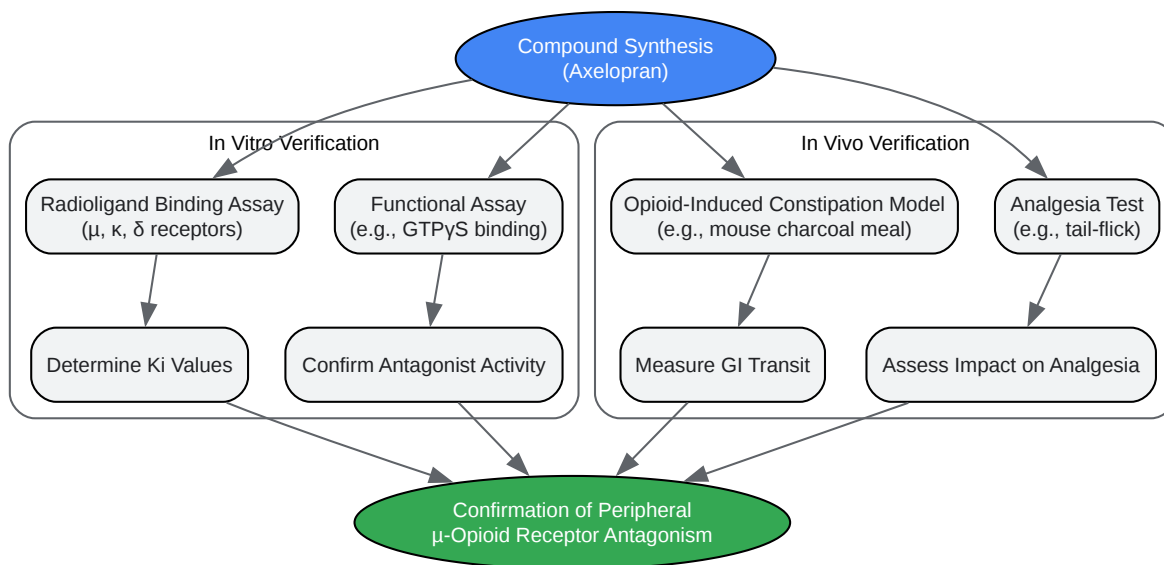 Compound Synthesis
(Axelopran)
In Vitro Verification
Radioligand Binding Assay
(μ, κ, δ receptors)
Functional Assay
(e.g., GTPγS binding)
Determine Ki Values
Confirm Antagonist Activity
In Vivo Verification
Opioid-Induced Constipation Model
(e.g., mouse charcoal meal)
Analgesia Test
(e.g., tail-flick)
Measure GI Transit
Assess Impact on Analgesia
Confirmation of Peripheral
μ-Opioid Receptor Antagonism